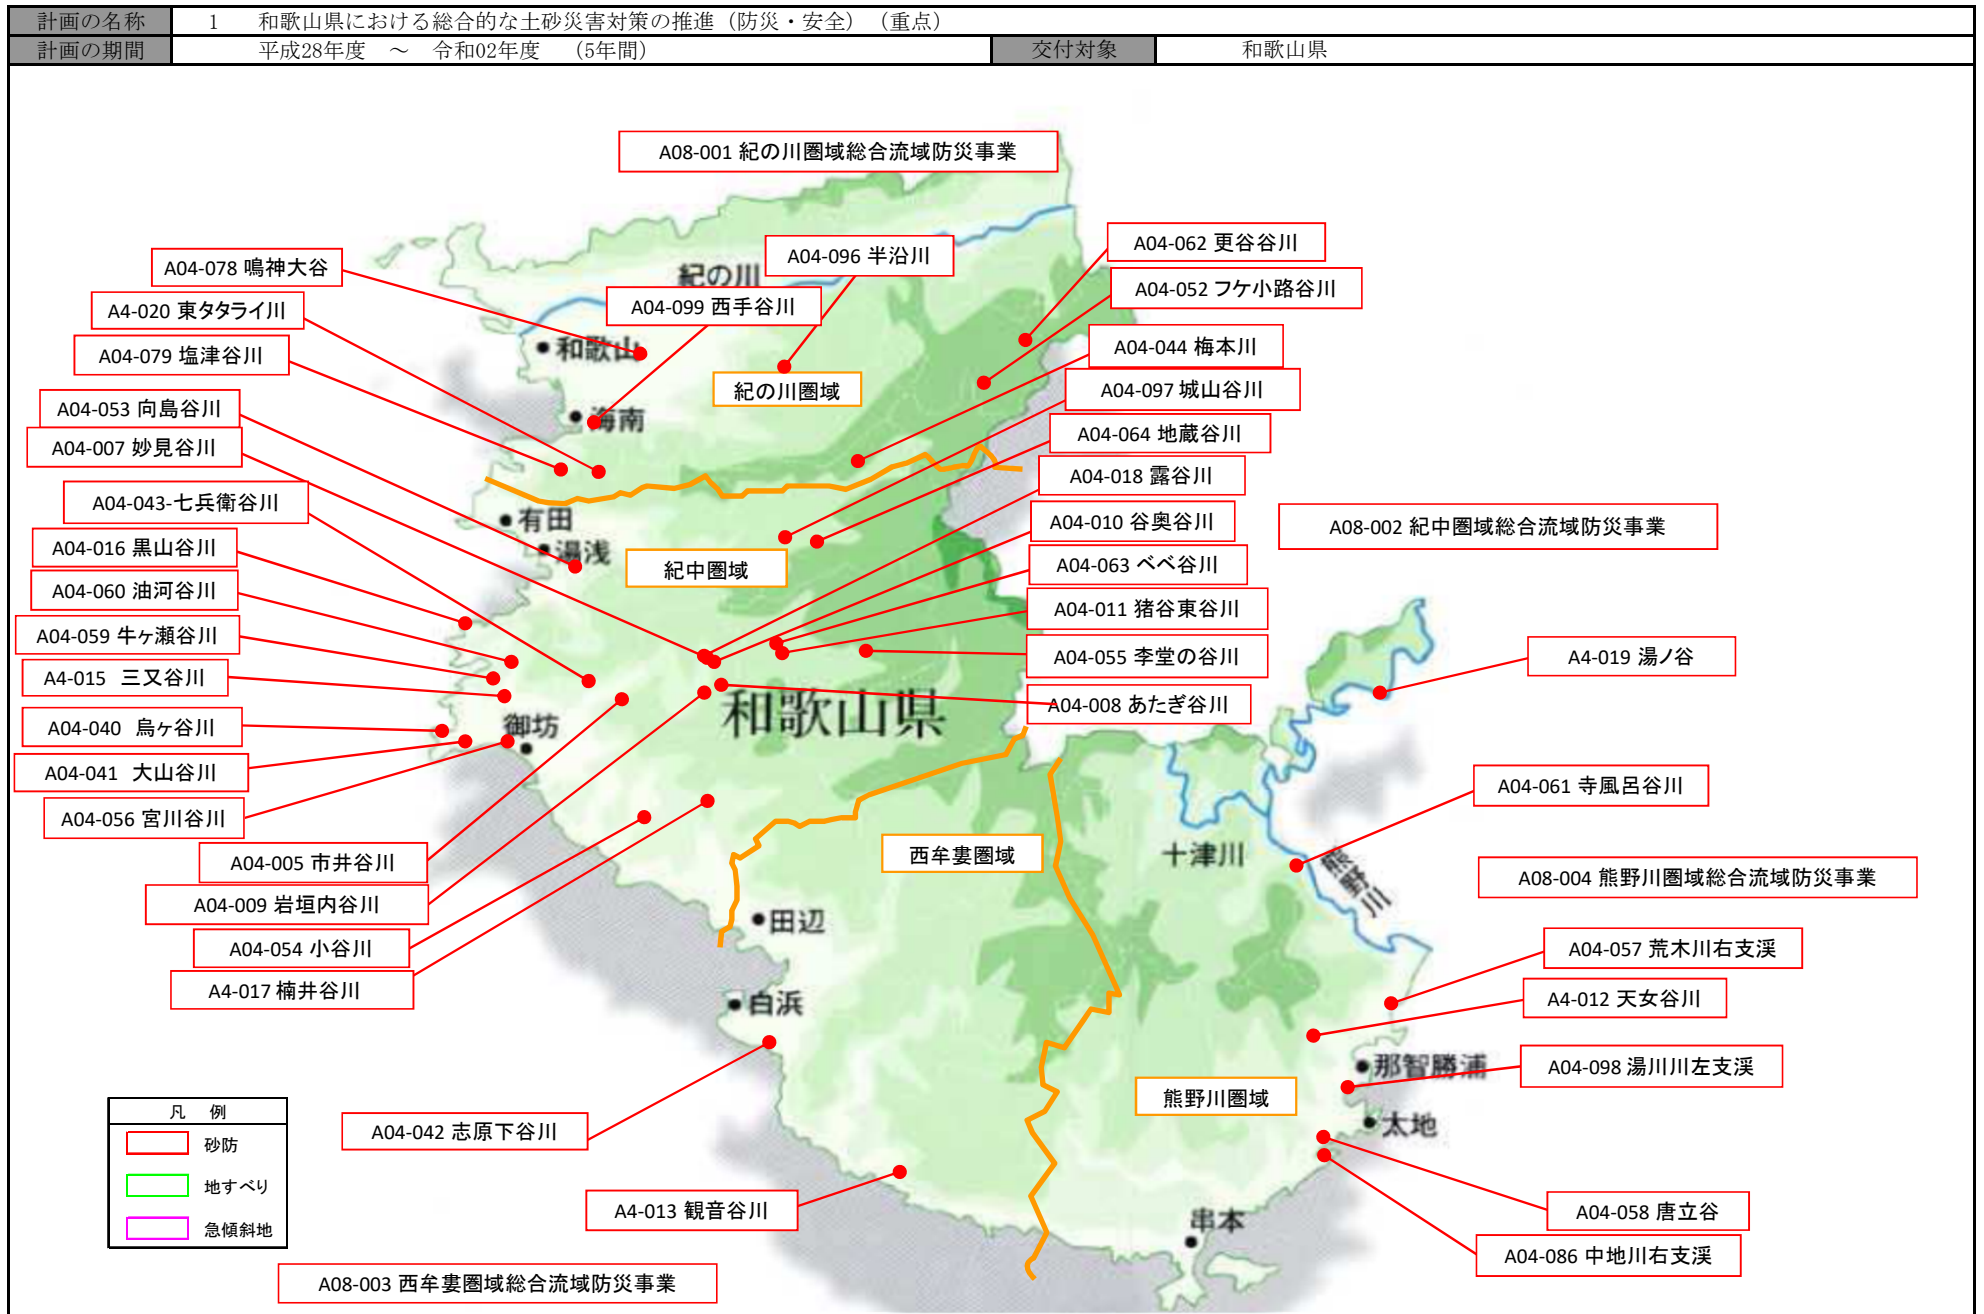 計画の名称 1 和歌山県における総合的な土砂災害対策の推進（防災・安全）（重点）
計画の期間 平成28年度 ～ 令和02年度 （5年間） 交付対象 和歌山県
A08-001 紀の川圏域総合流域防災事業
A04-078 鳴神大谷
A4-020 東タタライ川
A04-079 塩津谷川
A04-053 向島谷川
A04-007 妙見谷川
A04-043-七兵衛谷川
A04-016 黒山谷川
A04-060 油河谷川
A04-059 牛ヶ瀬谷川
A4-015 三又谷川
A04-040 烏ヶ谷川
A04-041 大山谷川
A04-056 宮川谷川
A04-005 市井谷川
A04-009 岩垣内谷川
A04-054 小谷川
A4-017 楠井谷川
紀の川
A04-096 半沿川
A04-099 西手谷川
和歌山
紀の川圏域
海南
有田
湯浅
紀中圏域
和歌山県
御坊
西牟婁圏域
田辺
白浜
A04-062 更谷谷川
A04-052 フケ小路谷川
A04-044 梅本川
A04-097 城山谷川
A04-064 地蔵谷川
A04-018 露谷川
A04-010 谷奥谷川
A04-063 べべ谷川
A04-011 猪谷東谷川
A04-055 李堂の谷川
A04-008 あたぎ谷川
A08-002 紀中圏域総合流域防災事業
A4-019 湯ノ谷
A04-061 寺風呂谷川
十津川
熊野川
A08-004 熊野川圏域総合流域防災事業
A04-057 荒木川右支渓
A4-012 天女谷川
那智勝浦
A04-098 湯川川左支渓
熊野川圏域
太地
A04-058 唐立谷
A04-086 中地川右支渓
串本
A04-042 志原下谷川
A4-013 観音谷川
A08-003 西牟婁圏域総合流域防災事業
凡 例
砂防
地すべり
急傾斜地